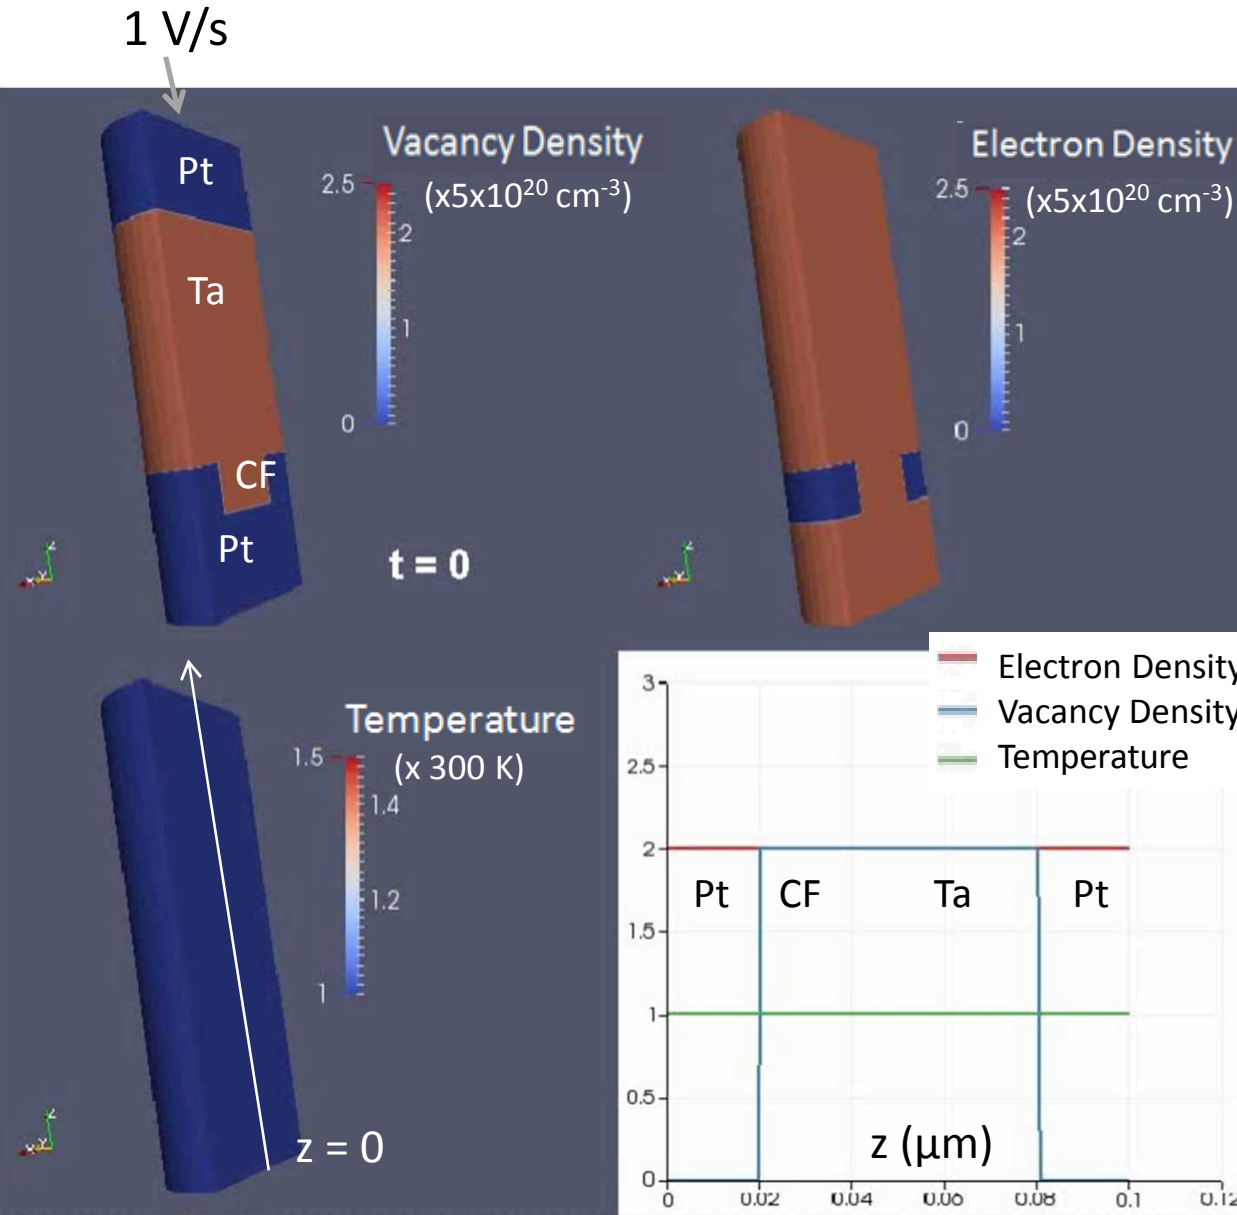 1 V/s
Pt
Vacancy Density
(x5x10²⁰ cm⁻³)
2.5
2
1
0
Ta
CF
Pt
t = 0
Electron Density
(x5x10²⁰ cm⁻³)
2.5
2
1
0
Temperature
(x 300 K)
1.5
1.4
1.2
1
z = 0
Electron Density
Vacancy Density
Temperature
3
2.5
2
1.5
1
0.5
0
Pt
CF
Ta
Pt
z (μm)
0
0.02
0.04
0.06
0.08
0.1
0.12